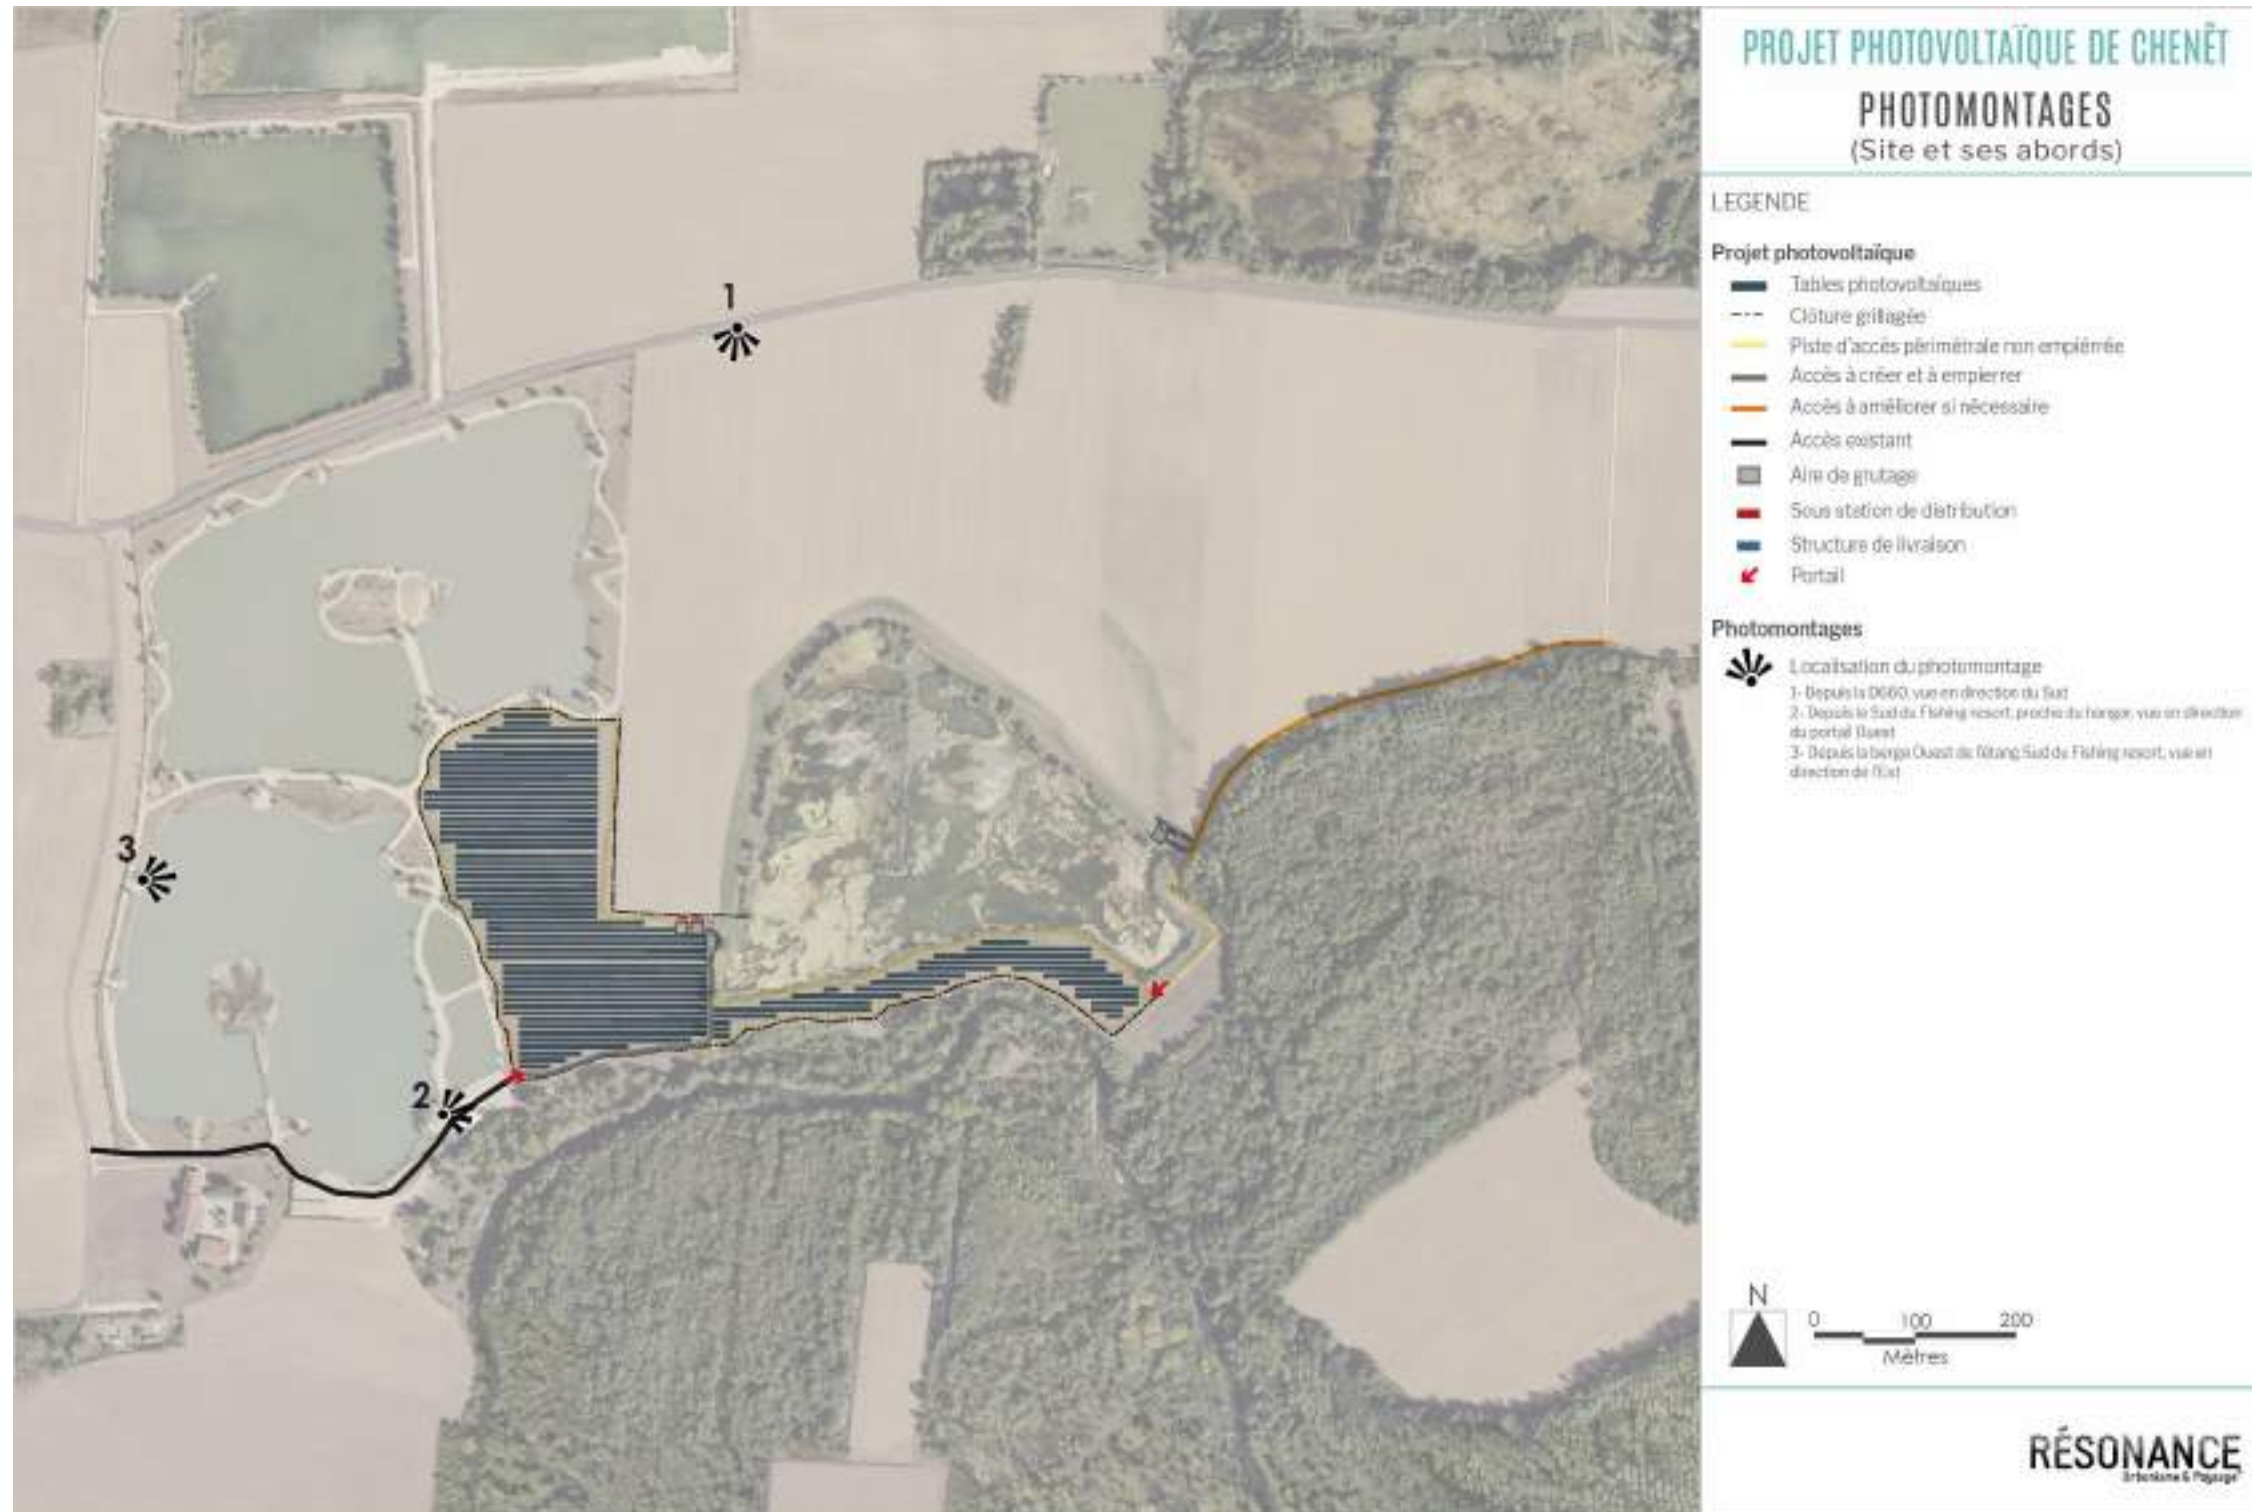 PROJET PHOTOVOLTAÏQUE DE CHENÊT
PHOTOMONTAGES
(Site et ses abords)
LEGENDE
Projet photovoltaïque
Tables photovoltaïques
Clôture grillagée
Piste d'accès périmétrale non empiérrée
Accès à créer et à empierrer
Accès à améliorer si nécessaire
Accès existant
Aire de grutage
Sous station de distribution
Structure de livraison
Portail
Photomontages
Localisation du photomontage
1- Depuis la D660, vue en direction du Sud
2- Depuis le Sud du Fishing resort, proche du hangar, vue en direction
du portail Ouest
3- Depuis la berge Ouest de l'étang Sud du Fishing resort, vue en
direction de l'Est
1
3
2
N
0 100 200
Mètres
RÉSONANCE
Urbanisme & Paysage